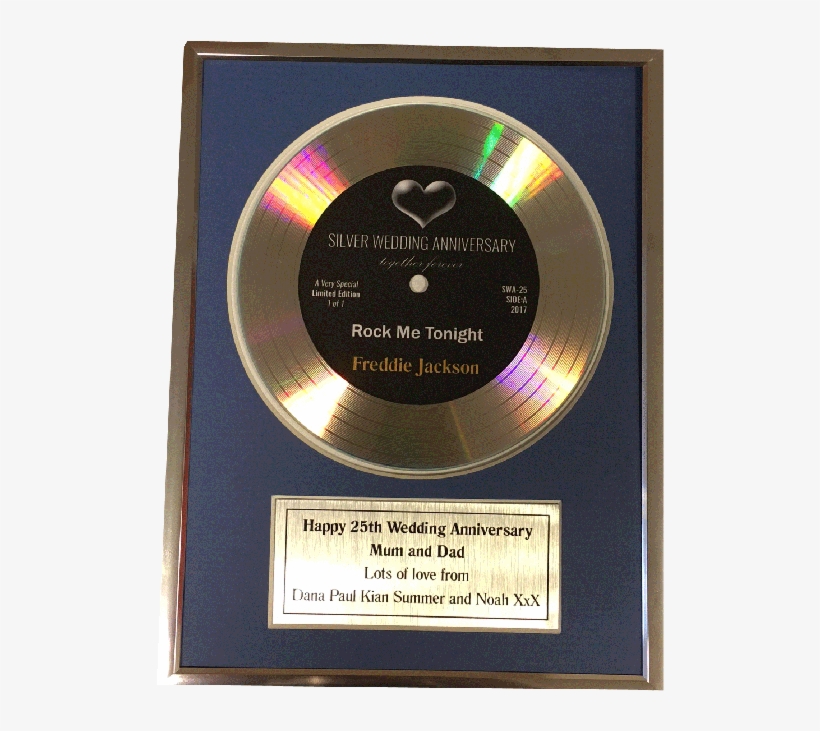 SILVER WEDDING ANNIVERSARY
together forever
A Very Special
Limited Edition
1 of 1
SWA-25
SIDE-A
2017
Rock Me Tonight
Freddie Jackson
Happy 25th Wedding Anniversary
Mum and Dad
Lots of love from
Dana Paul Kian Summer and Noah XxX